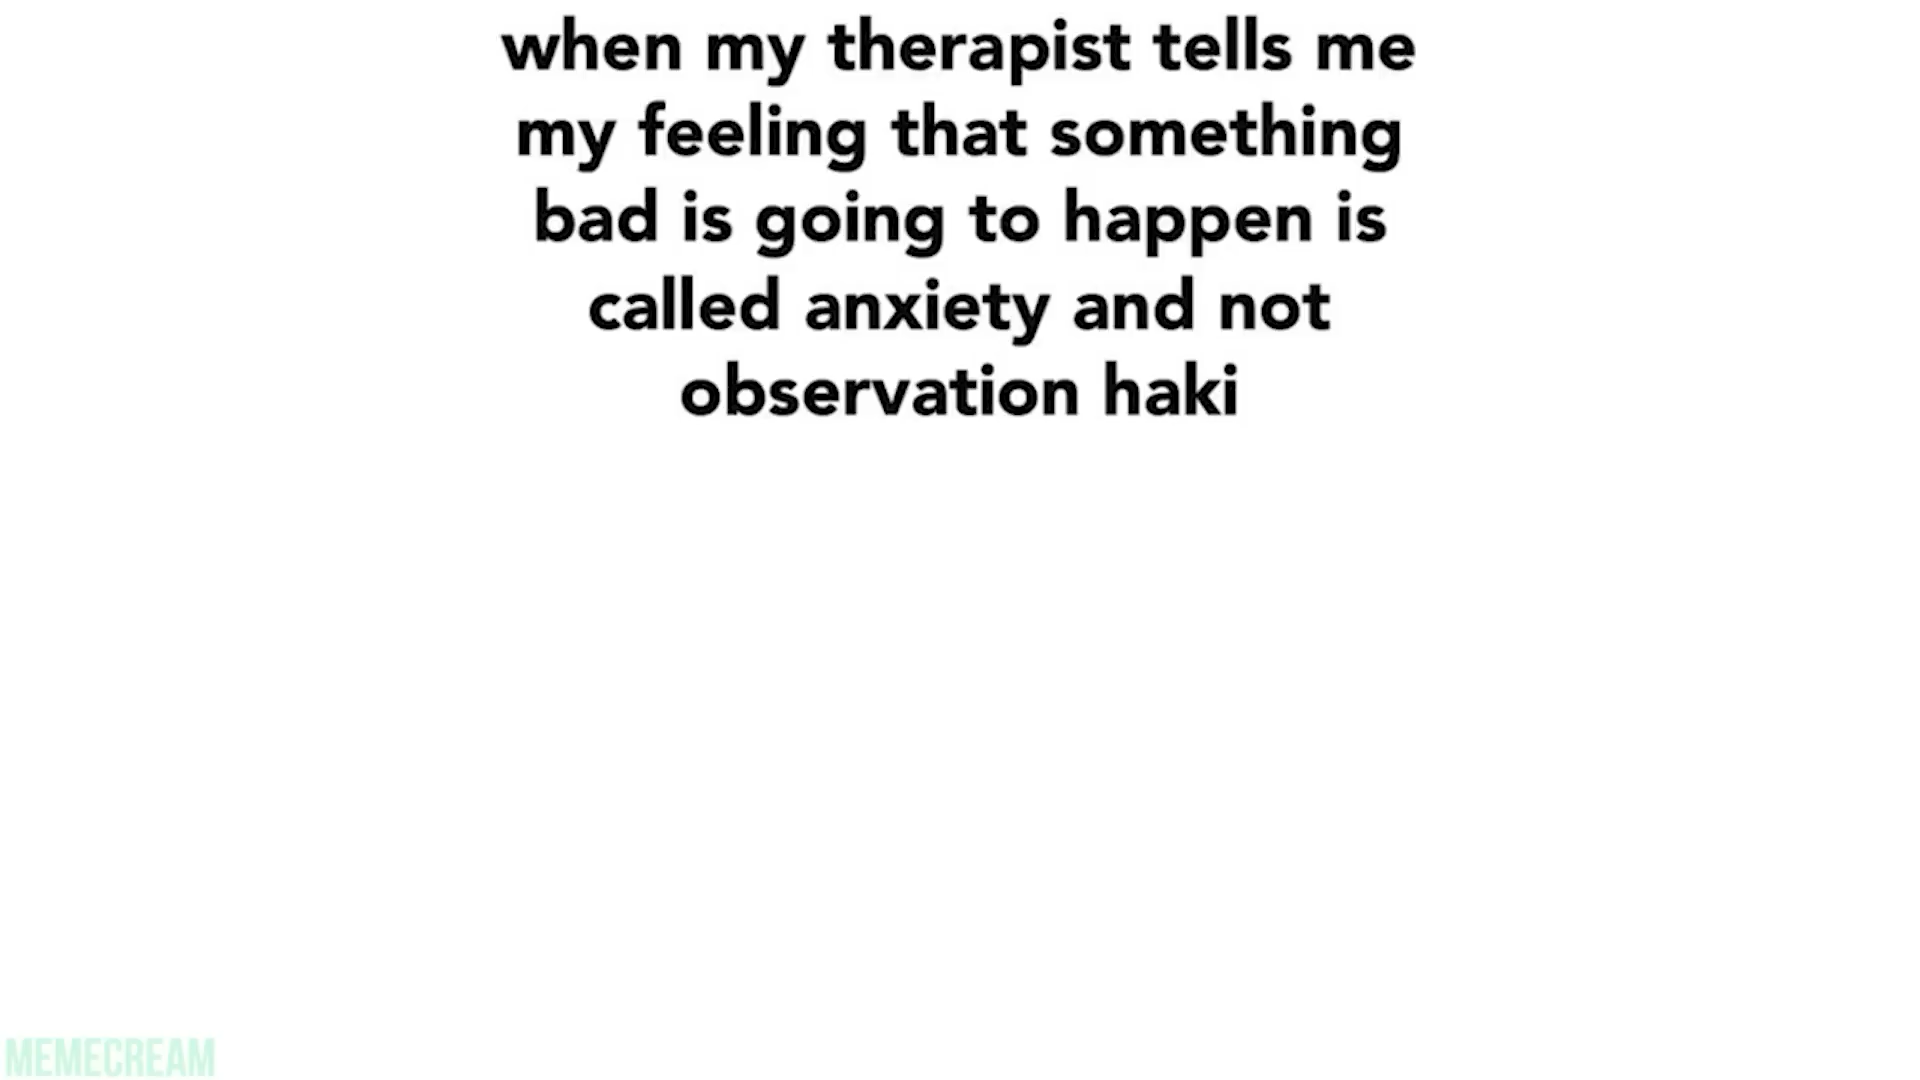 when my therapist tells me
my feeling that something
bad is going to happen is
called anxiety and not
observation haki
MEMECREAM